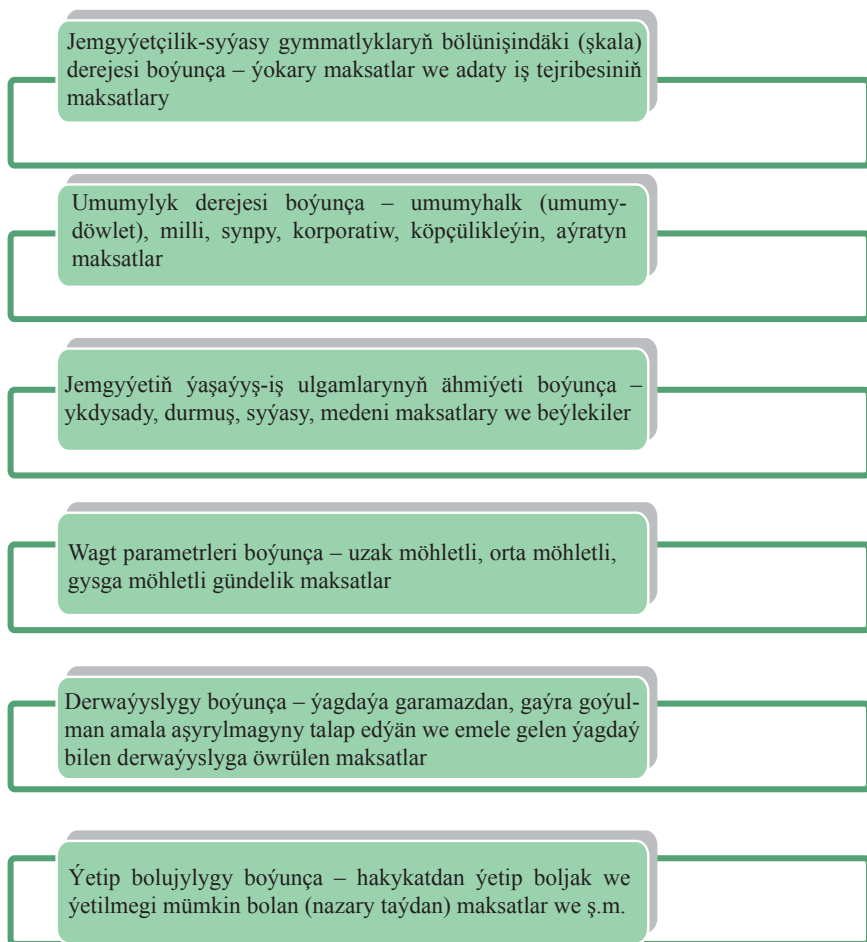 Jemgyýetçilik-syýasy gymmatlyklaryň bölünişindäki (şkala)
derejesi boýunça – ýokary maksatlar we adaty iş tejribesiniň
maksatlary
Umumylyk derejesi boýunça – umumyhalk (umumy-
döwlet), milli, synpy, korporatiw, köpçülikleýin, aýratyn
maksatlar
Jemgyýetiň ýaşaýyş-iş ulgamlarynyň ähmiýeti boýunça –
ykdysady, durmuş, syýasy, medeni maksatlary we beýlekiler
Wagt parametrleri boýunça – uzak möhletli, orta möhletli,
gysga möhletli gündelik maksatlar
Derwaýyslygy boýunça – ýagdaýa garamazdan, gaýra goýul-
man amala aşyrylmagyny talap edýän we emele gelen ýagdaý
bilen derwaýyslyga öwrülen maksatlar
Ýetip bolujylygy boýunça – hakykatdan ýetip boljak we
ýetilmegi mümkin bolan (nazary taýdan) maksatlar we ş.m.